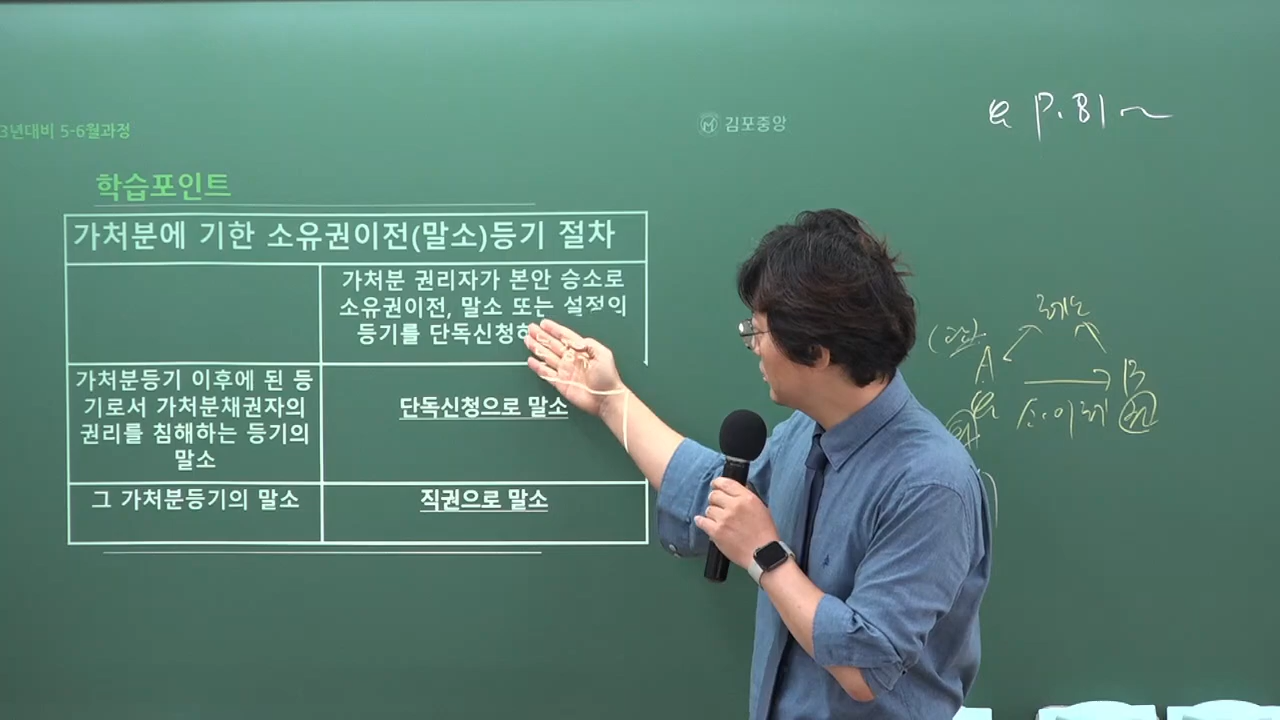 3년대비 5-6월과정
김포중앙
P.81~
학습포인트
가처분에 기한 소유권이전(말소)등기 절차
가처분 권리자가 본안 승소로
소유권이전, 말소 또는 설정의
등기를 단독신청
가처분등기 이후에 된 등
기로서 가처분채권자의
권리를 침해하는 등기의
말소
단독신청으로 말소
그 가처분등기의 말소
직권으로 말소
A
B